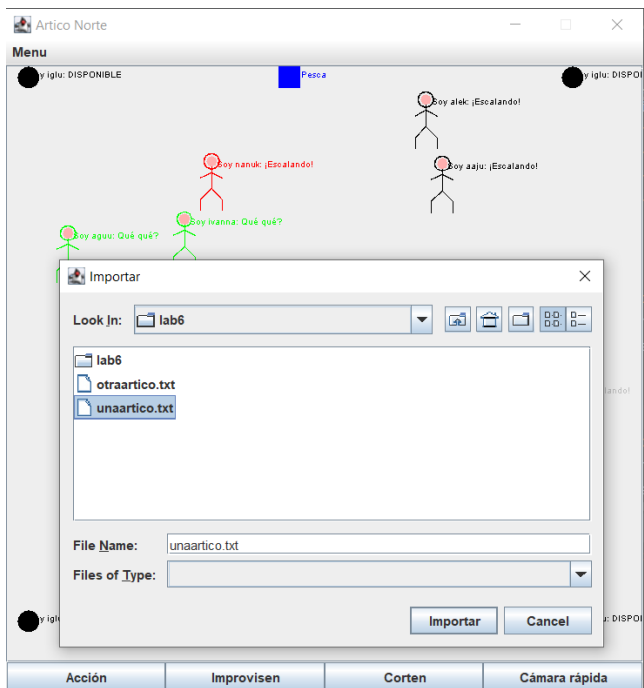 Artico Norte
Menu
y iglu: DISPONIBLE
Pesca
y iglu: DISPO
Soy alek: ¡Escalando!
Soy nanuk: ¡Escalando!
Soy aaju: ¡Escalando!
Soy ivanna: Qué qué?
Soy aguu: Qué qué?
Importar
Look In: lab6
lab6
otraartico.txt
unaartico.txt
lando!
File Name: unaartico.txt
Files of Type:
Importar Cancel
y igl
u: DISPO
Acción Improvisen Corten Cámara rápida